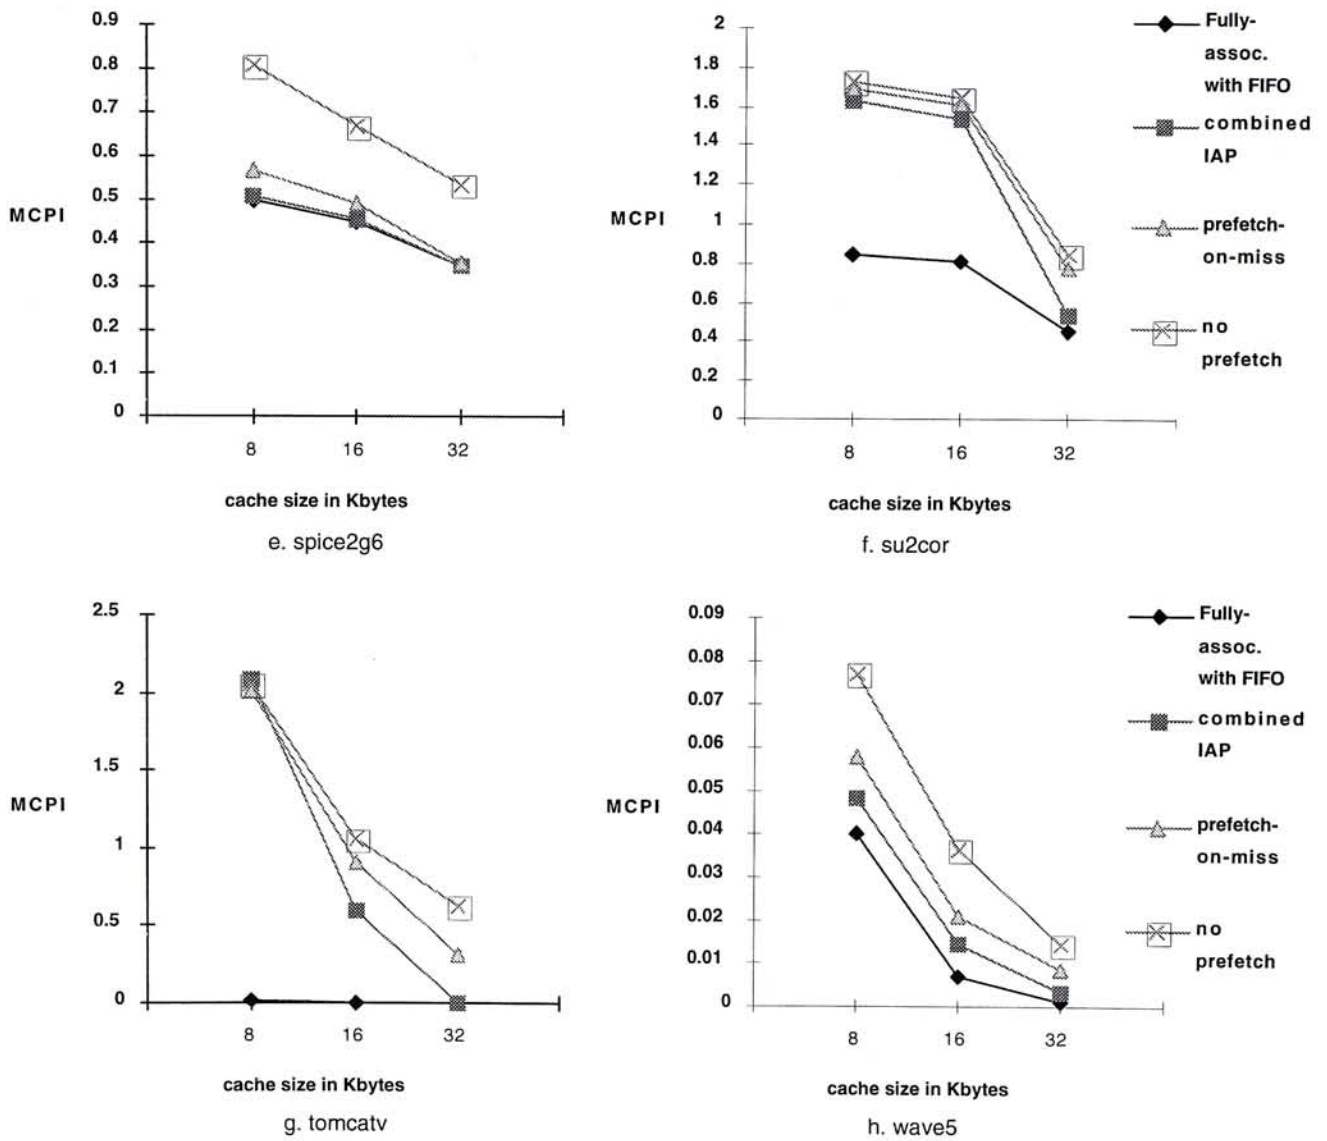 0.9
0.8
0.7
0.6
0.5
0.4
0.3
0.2
0.1
0
MCPI
8 16 32
cache size in Kbytes
e. spice2g6
2
1.8
1.6
1.4
1.2
1
0.8
0.6
0.4
0.2
0
MCPI
8 16 32
cache size in Kbytes
f. su2cor
Fully-
assoc.
with FIFO
combined
IAP
prefetch-
on-miss
no
prefetch
2.5
2
1.5
1
0.5
0
MCPI
8 16 32
cache size in Kbytes
g. tomcatv
0.09
0.08
0.07
0.06
0.05
0.04
0.03
0.02
0.01
0
MCPI
8 16 32
cache size in Kbytes
h. wave5
Fully-
assoc.
with FIFO
combined
IAP
prefetch-
on-miss
no
prefetch